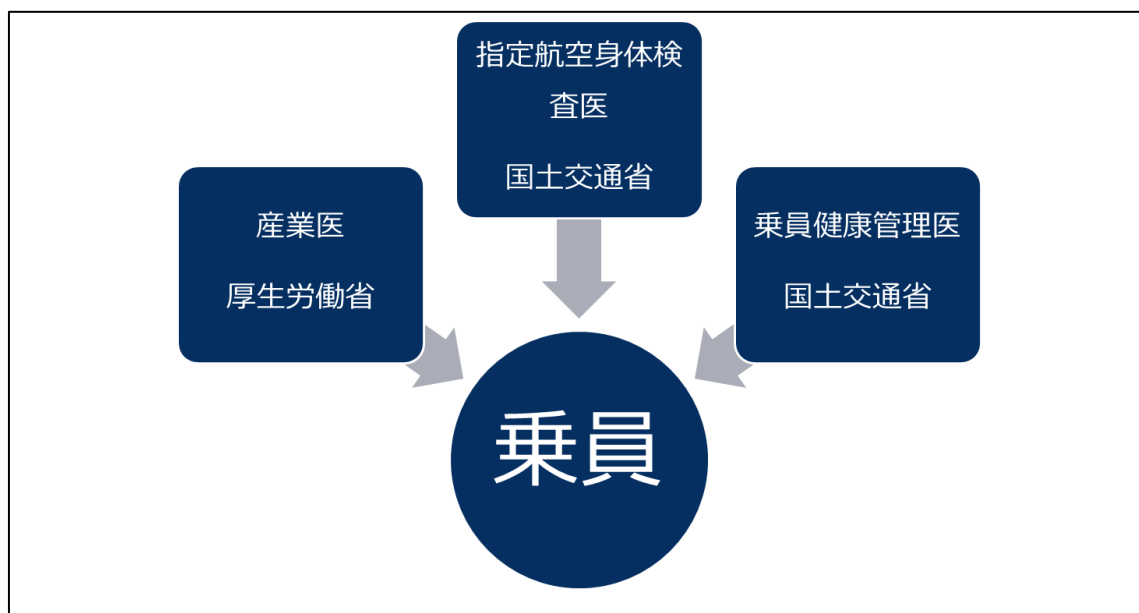 指定航空身体検
査医
国土交通省
産業医
厚生労働省
乗員健康管理医
国土交通省
乗員